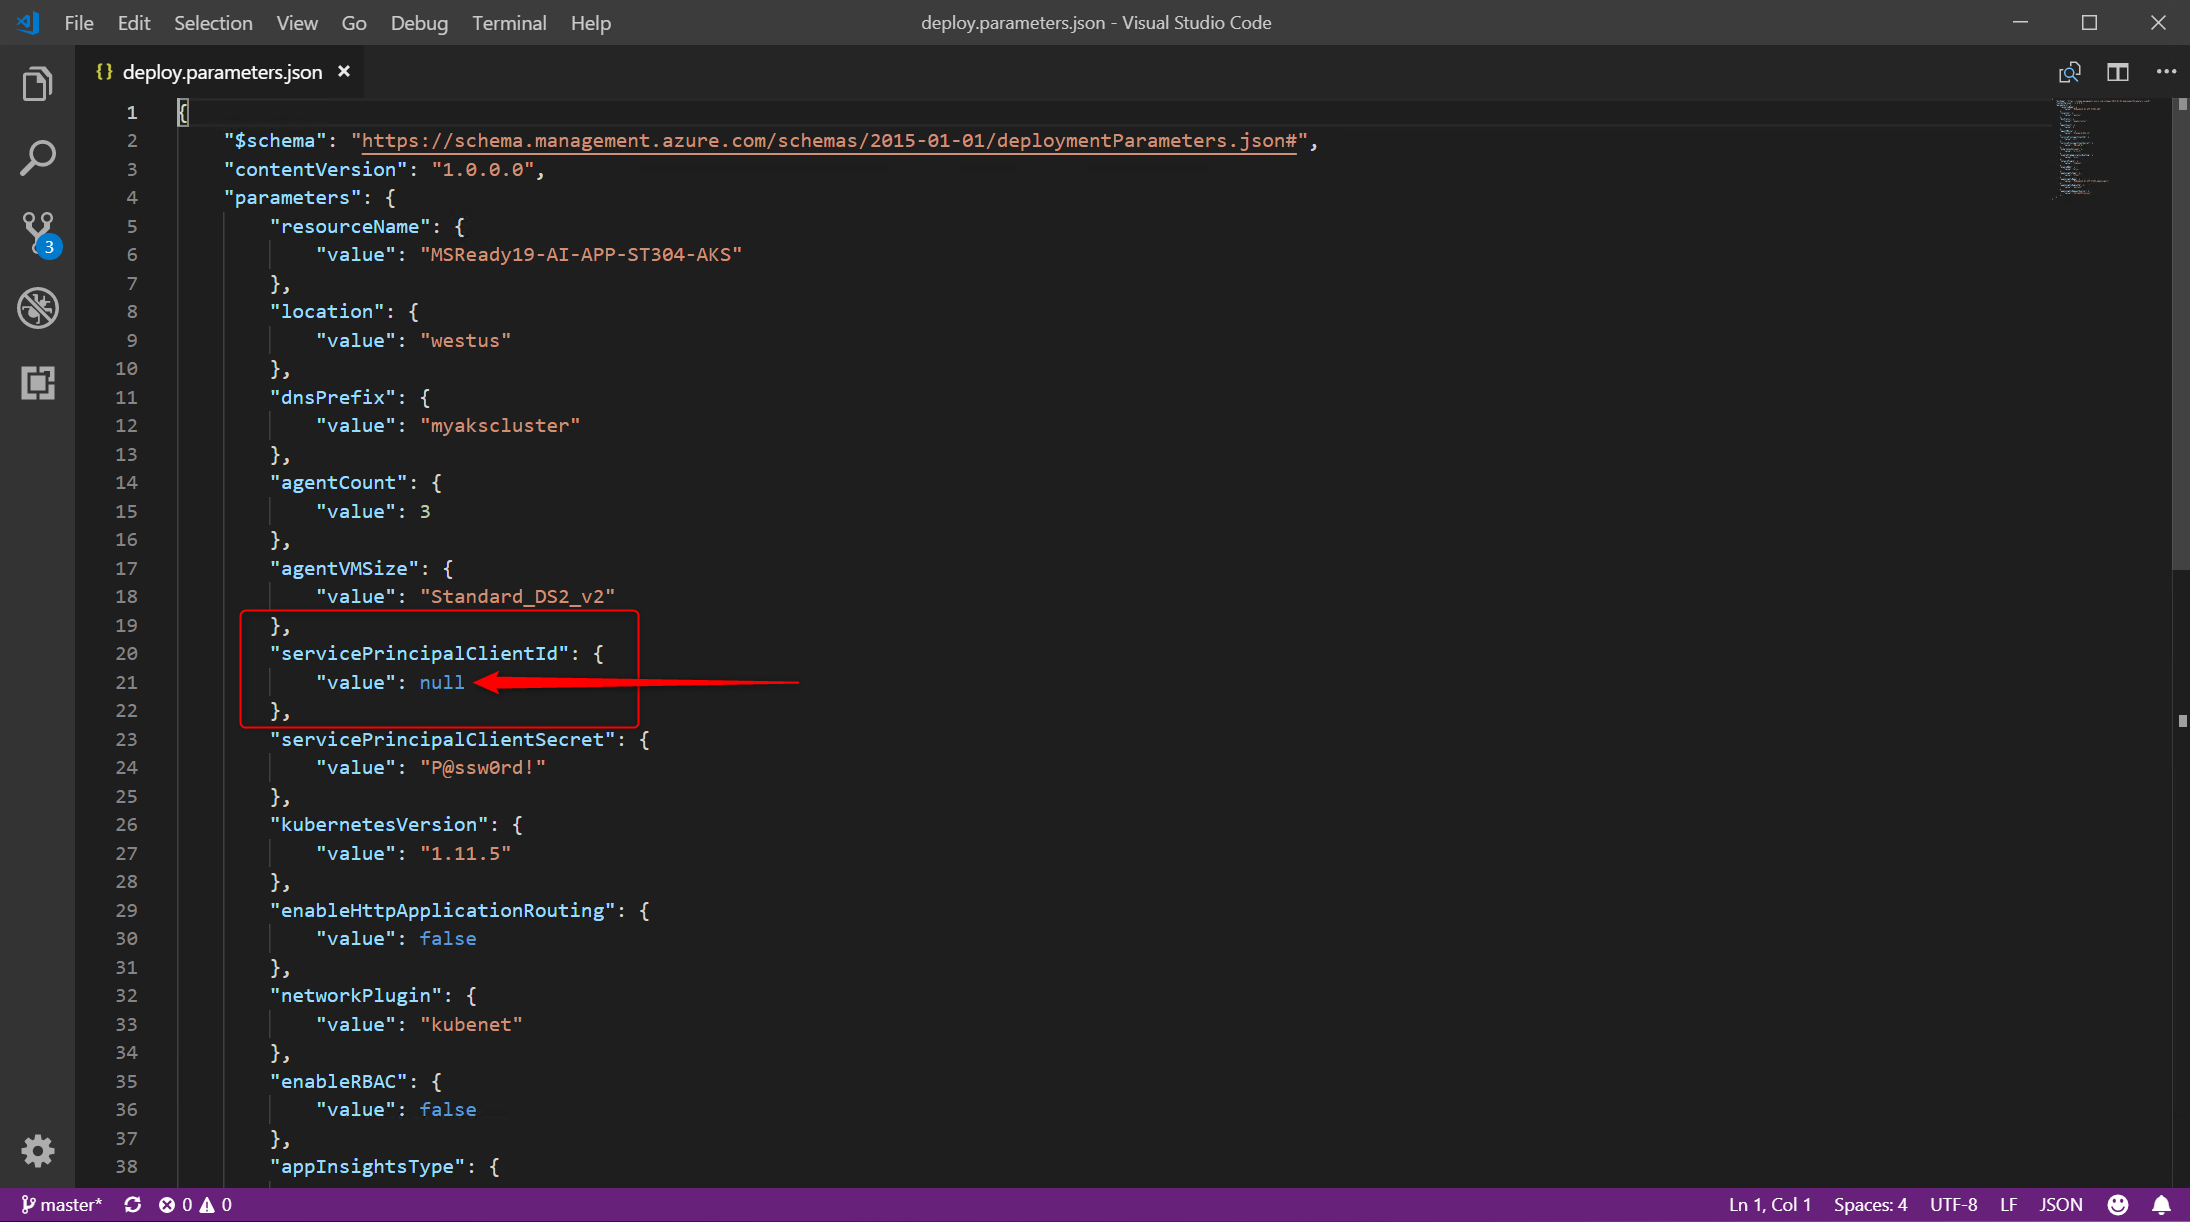 File Edit Selection View Go Debug Terminal Help
deploy.parameters.json - Visual Studio Code
{} deploy.parameters.json
1 {
2 "$schema": "https://schema.management.azure.com/schemas/2015-01-01/deploymentParameters.json#",
3 "contentVersion": "1.0.0.0",
4 "parameters": {
5 "resourceName": {
6 "value": "MSReady19-AI-APP-ST304-AKS"
7 },
8 "location": {
9 "value": "westus"
10 },
11 "dnsPrefix": {
12 "value": "myakscluster"
13 },
14 "agentCount": {
15 "value": 3
16 },
17 "agentVMSize": {
18 "value": "Standard_DS2_v2"
19 },
20 "servicePrincipalClientId": {
21 "value": null
22 },
23 "servicePrincipalClientSecret": {
24 "value": "P@ssw0rd!"
25 },
26 "kubernetesVersion": {
27 "value": "1.11.5"
28 },
29 "enableHttpApplicationRouting": {
30 "value": false
31 },
32 "networkPlugin": {
33 "value": "kubenet"
34 },
35 "enableRBAC": {
36 "value": false
37 },
38 "appInsightsType": {
3
master* 0 0
Ln 1, Col 1 Spaces: 4 UTF-8 LF JSON